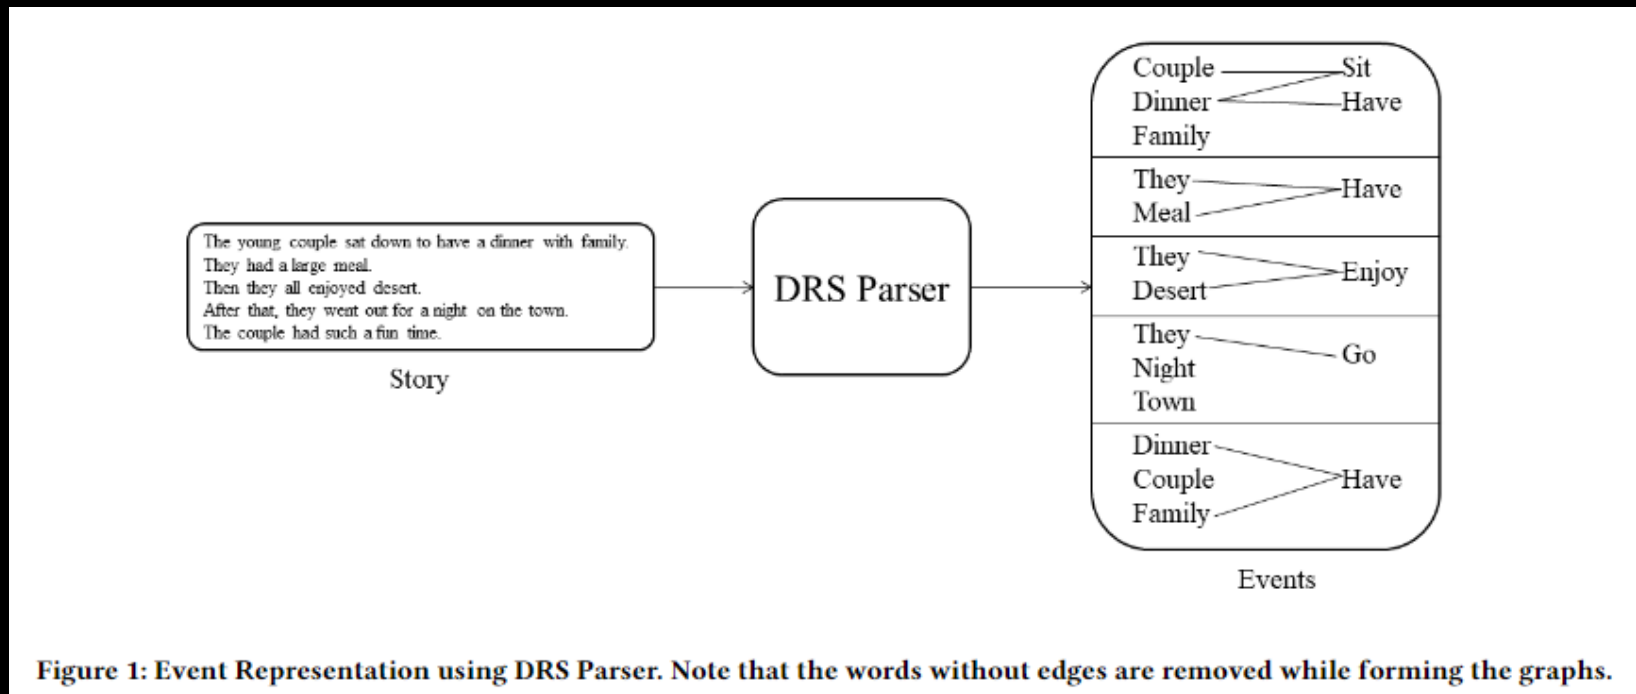 The young couple sat down to have a dinner with family.
They had a large meal.
Then they all enjoyed desert.
After that, they went out for a night on the town.
The couple had such a fun time.
Story
DRS Parser
Couple Sit
Dinner Have
Family
They Have
Meal
They Enjoy
Desert
They Go
Night
Town
Dinner
Couple Have
Family
Events
Figure 1: Event Representation using DRS Parser. Note that the words without edges are removed while forming the graphs.